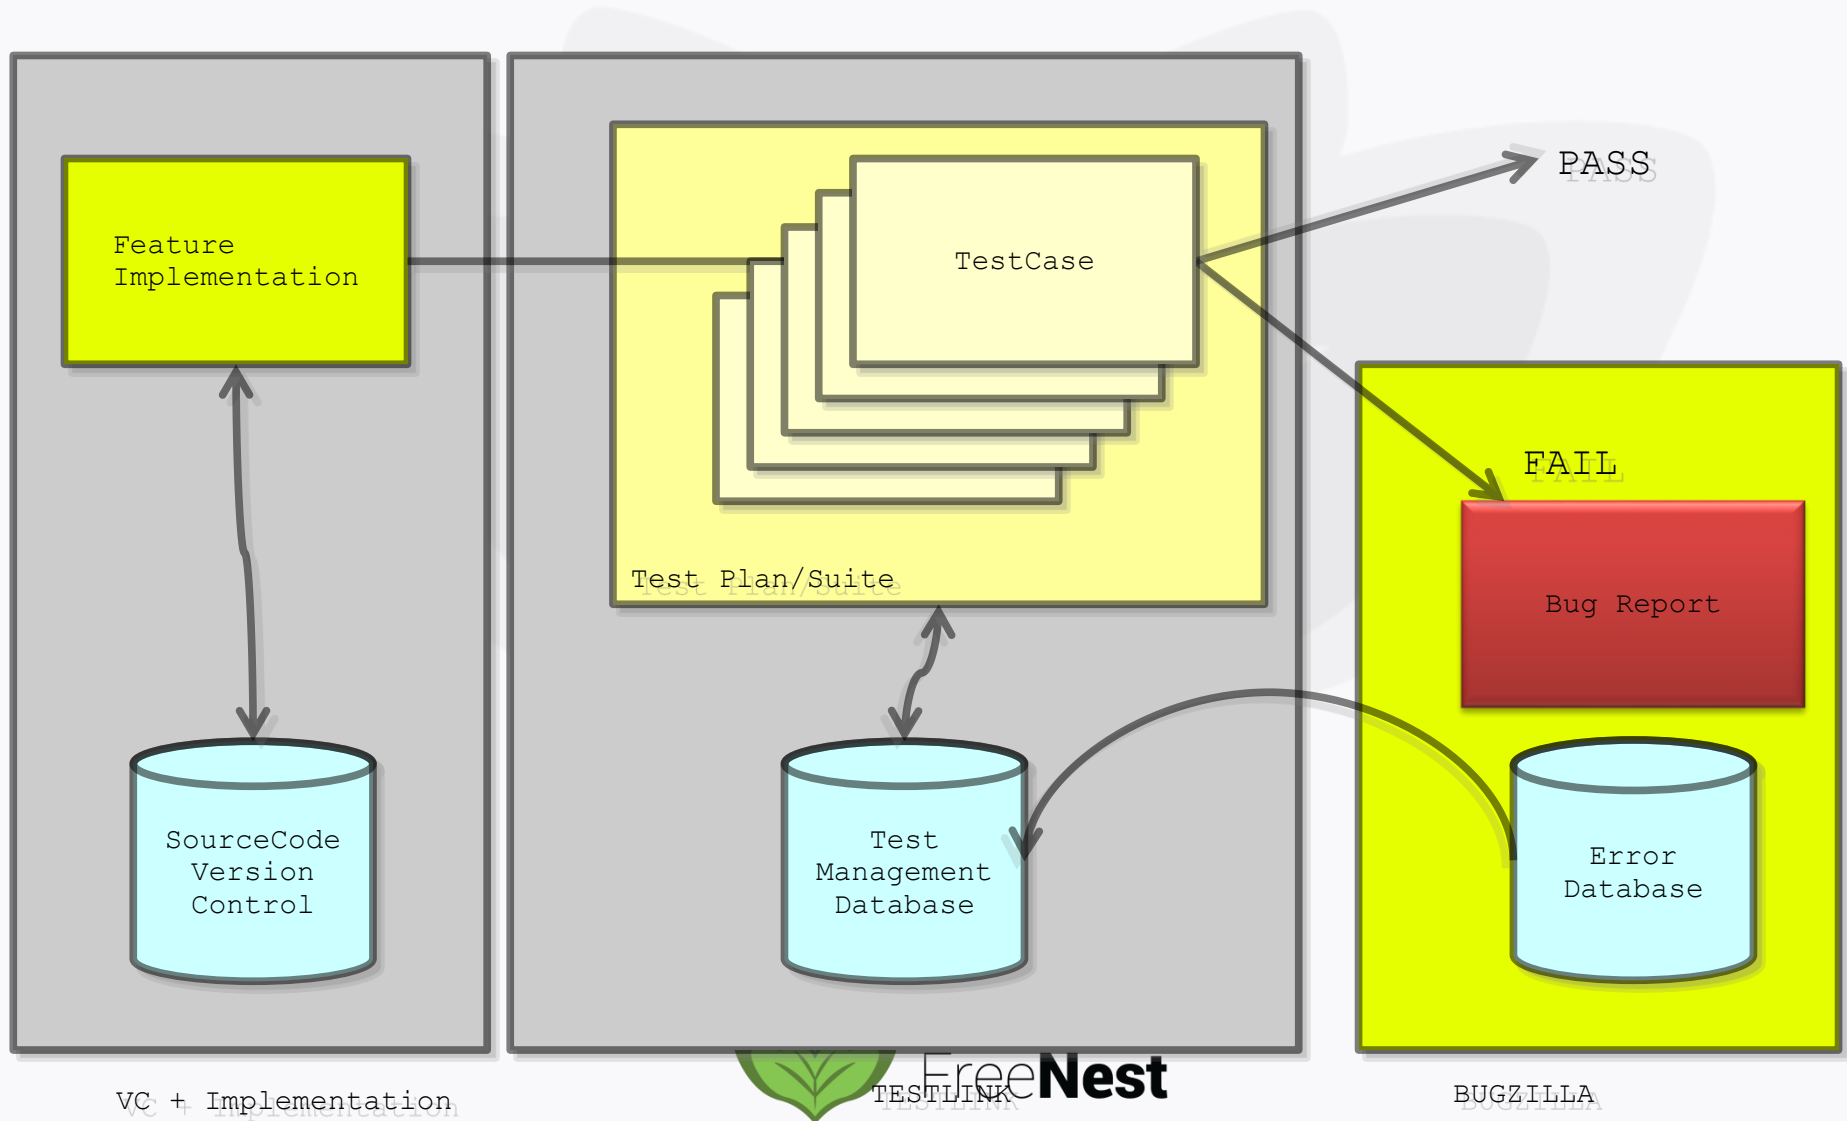 Feature
Implementation
TestCase
PASS
FAIL
Test Plan/Suite
Bug Report
SourceCode
Version
Control
Test
Management
Database
Error
Database
VC + Implementation
TESTLINK
FreeNest
BUGZILLA